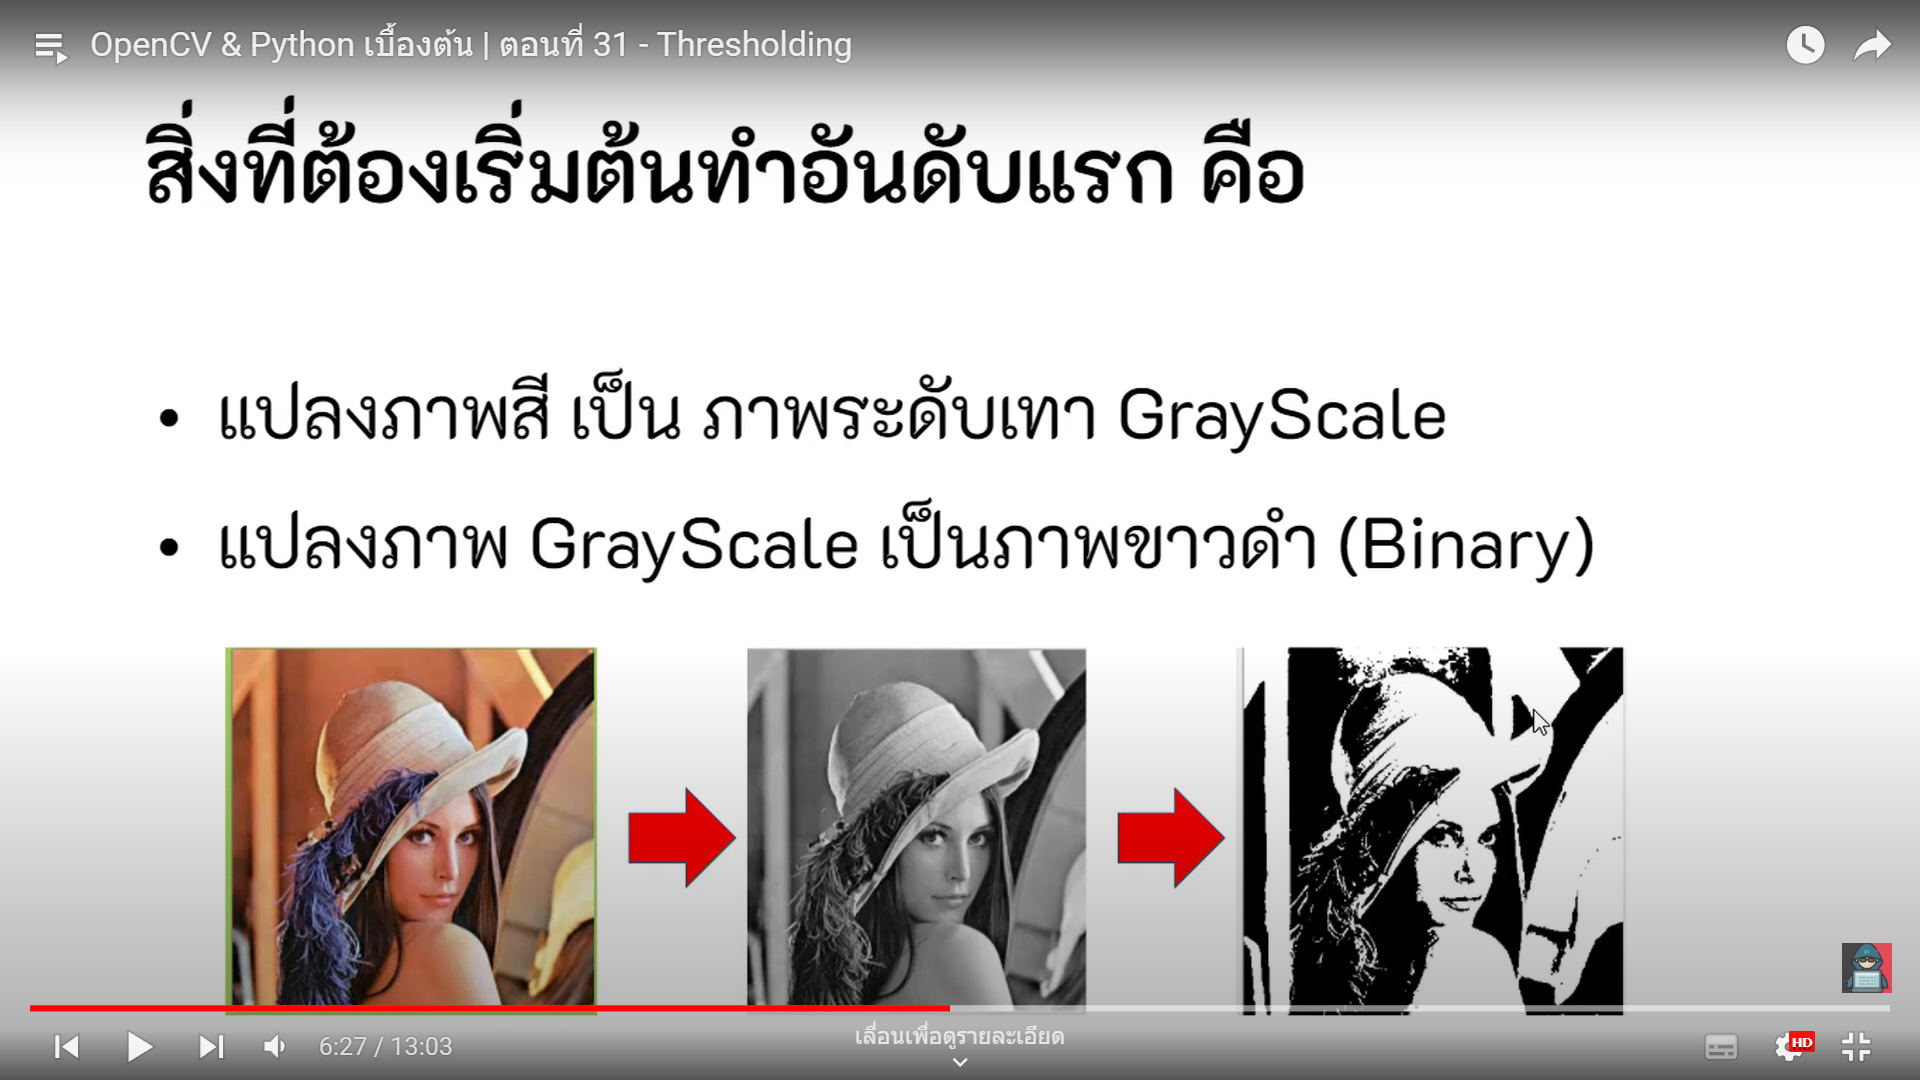 OpenCV & Python เบื้องต้น | ตอนที่ 31 - Thresholding
สิ่งที่ต้องเริ่มต้นทำอันดับแรก คือ
• แปลงภาพสี เป็น ภาพระดับเทา GrayScale
• แปลงภาพ GrayScale เป็นภาพขาวดำ (Binary)
เลื่อนเพื่อดูรายละเอียด
6:27 / 13:03
HD